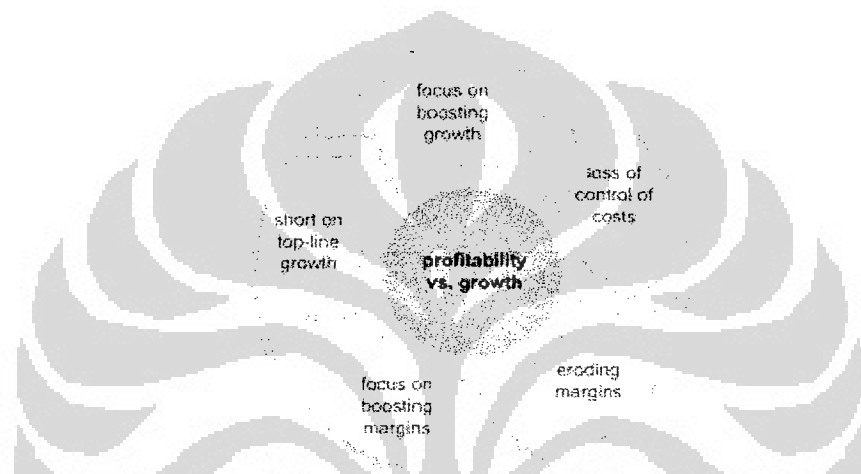 focus on
boosting
growth
loss of
control of
costs
short on
top-line
growth
profitability
vs. growth
eroding
margins
focus on
boosting
margins